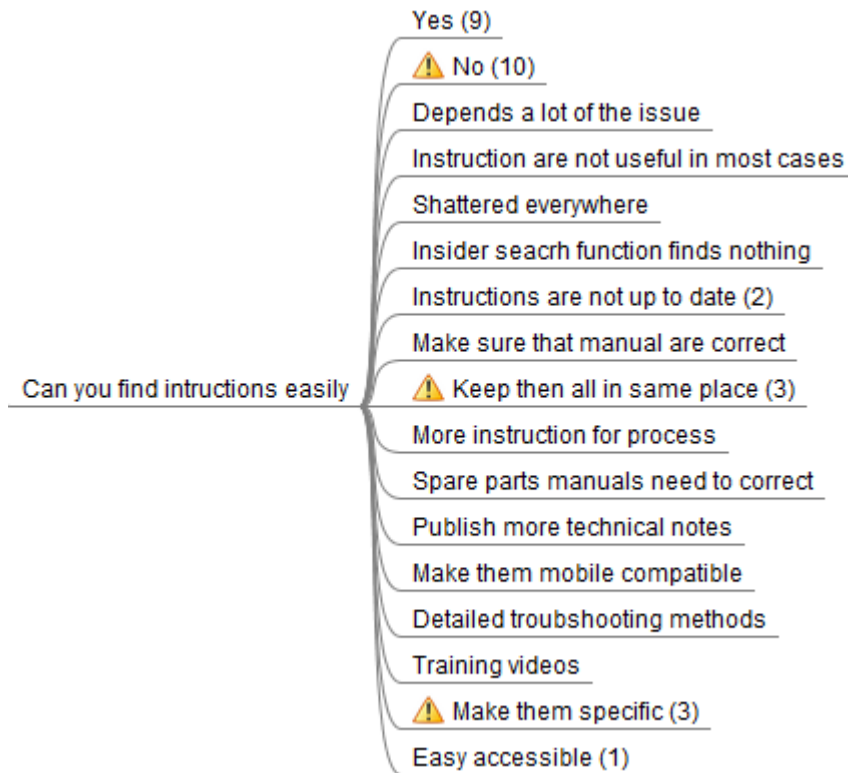 Yes (9)
No (10)
Depends a lot of the issue
Instruction are not useful in most cases
Shattered everywhere
Insider seacrh function finds nothing
Instructions are not up to date (2)
Make sure that manual are correct
Can you find intructions easily
Keep then all in same place (3)
More instruction for process
Spare parts manuals need to correct
Publish more technical notes
Make them mobile compatible
Detailed troubshooting methods
Training videos
Make them specific (3)
Easy accessible (1)